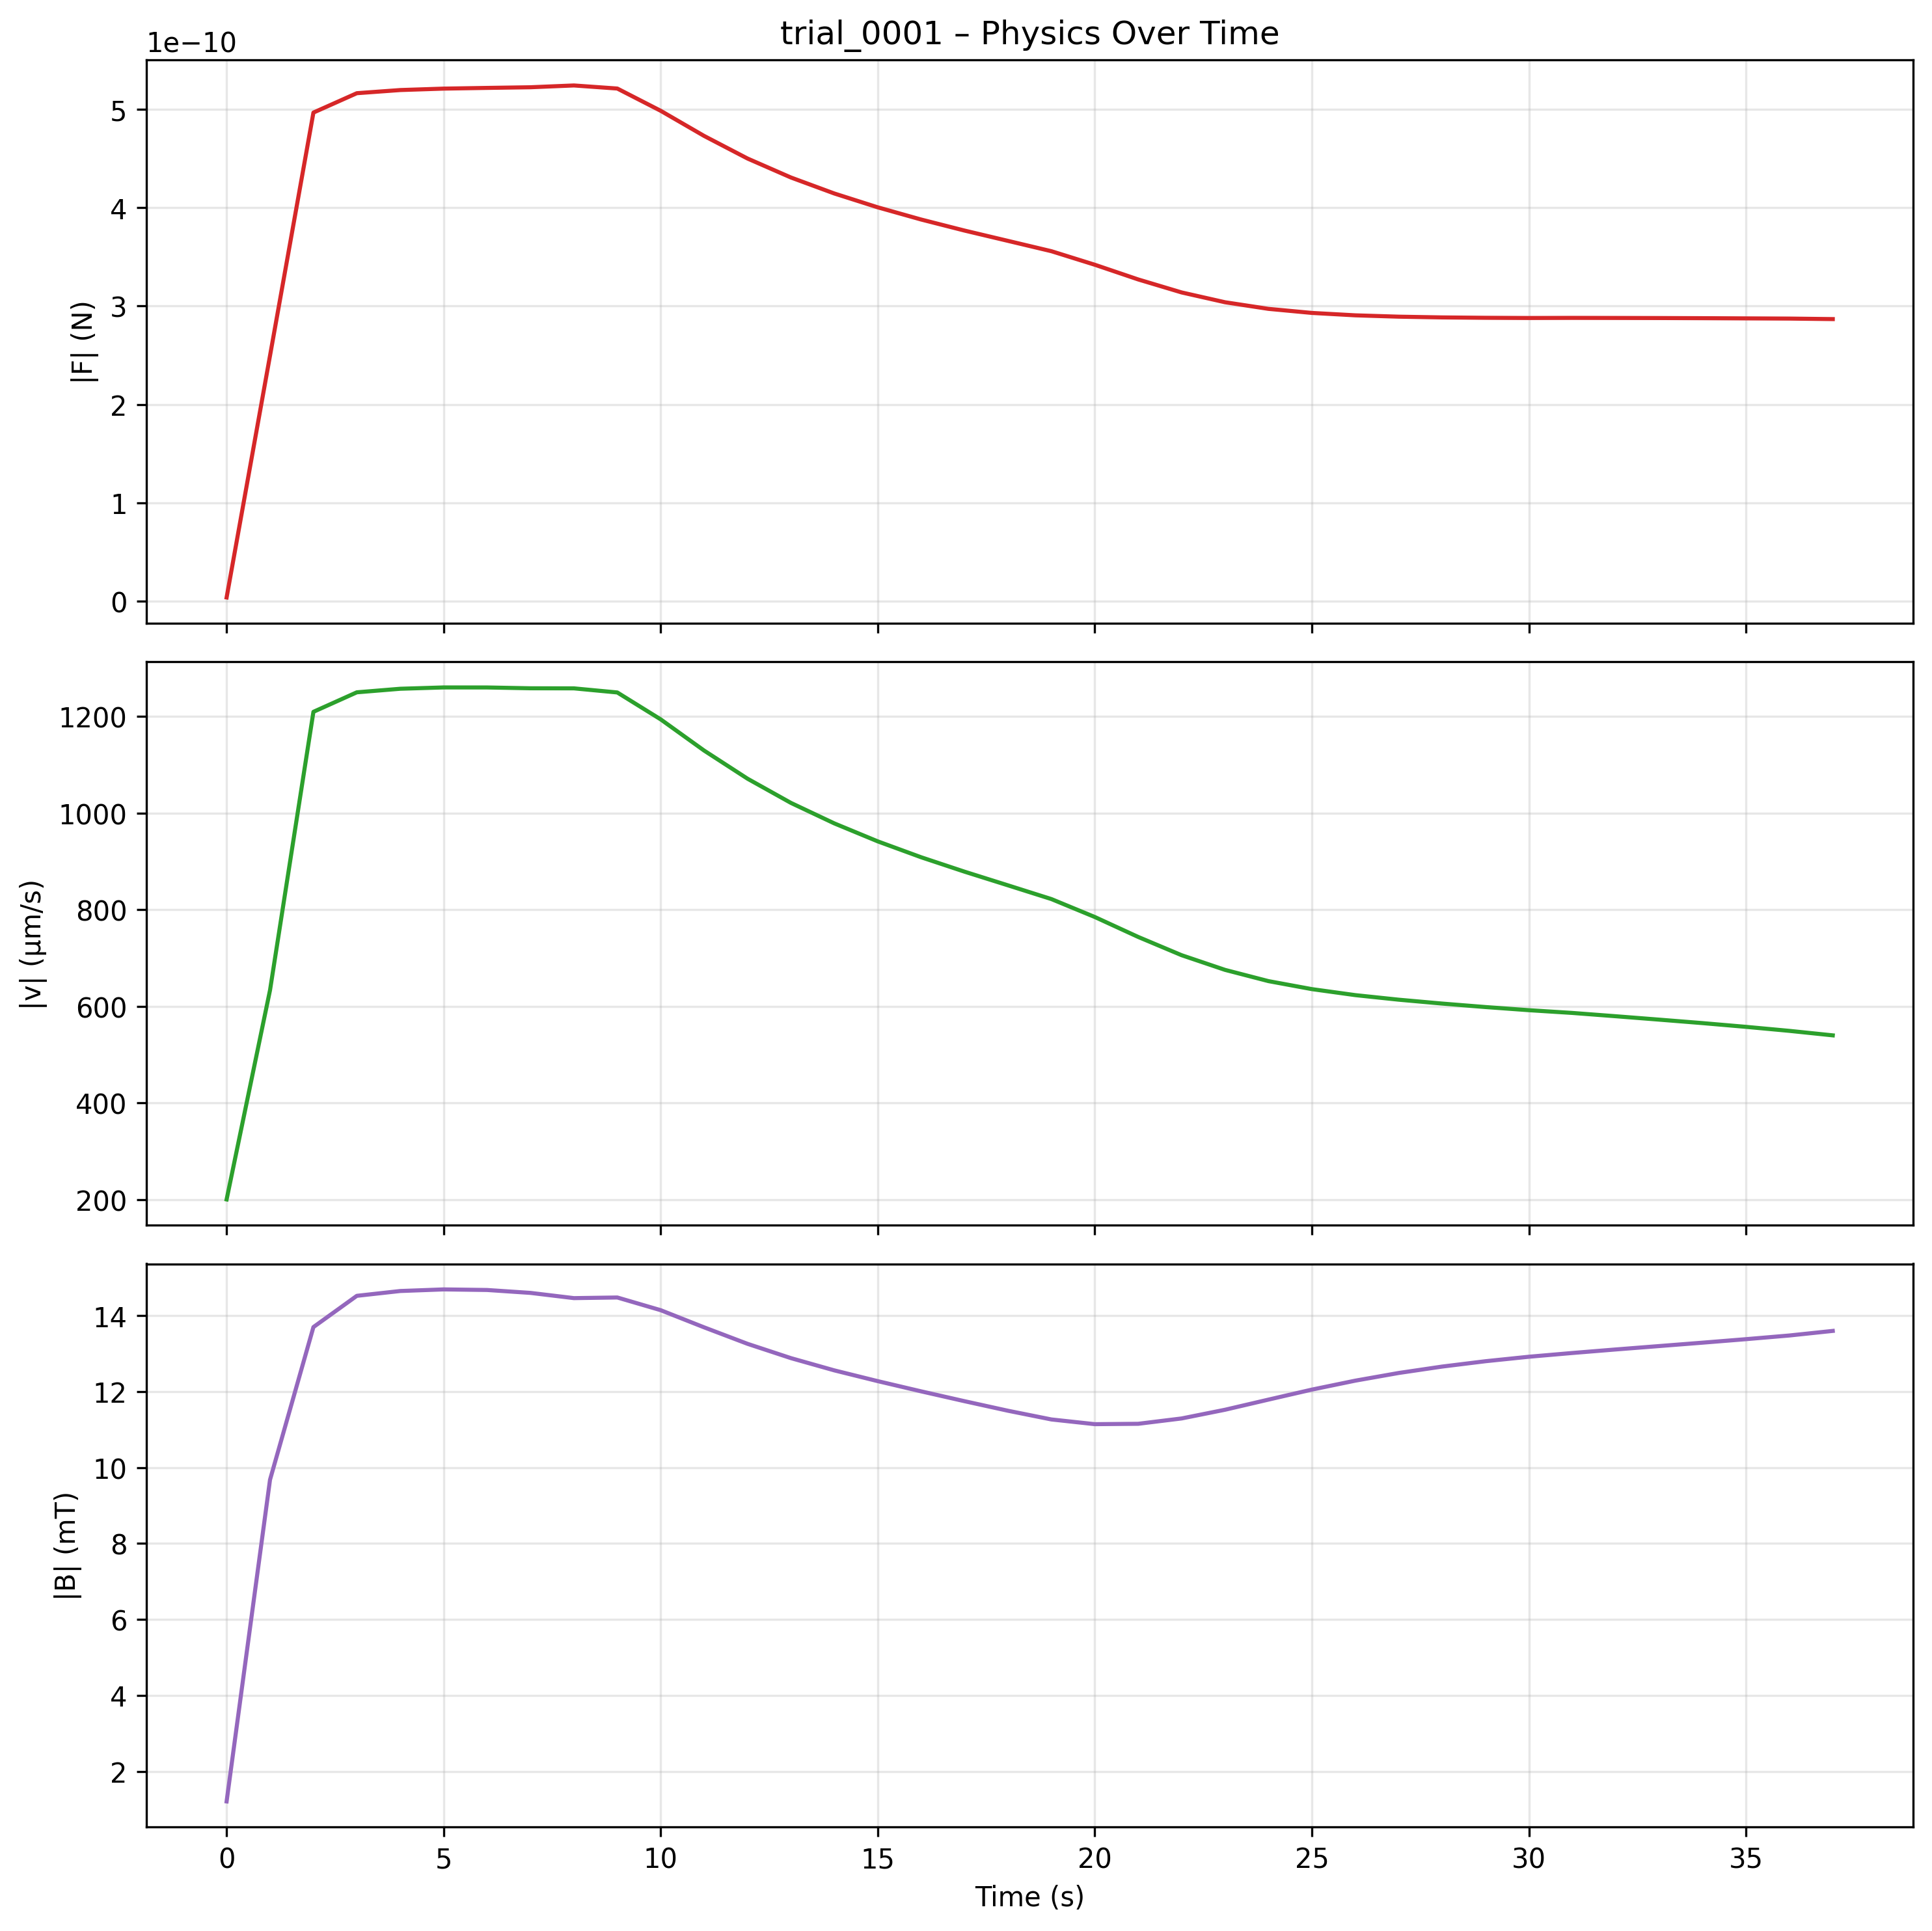 trial_0001 – Physics Over Time
1e−10
5
4
3
2
1
0
|F| (N)
1200
1000
800
600
400
200
|v| (µm/s)
14
12
10
8
6
4
2
|B| (mT)
0 5 10 15 20 25 30 35
Time (s)